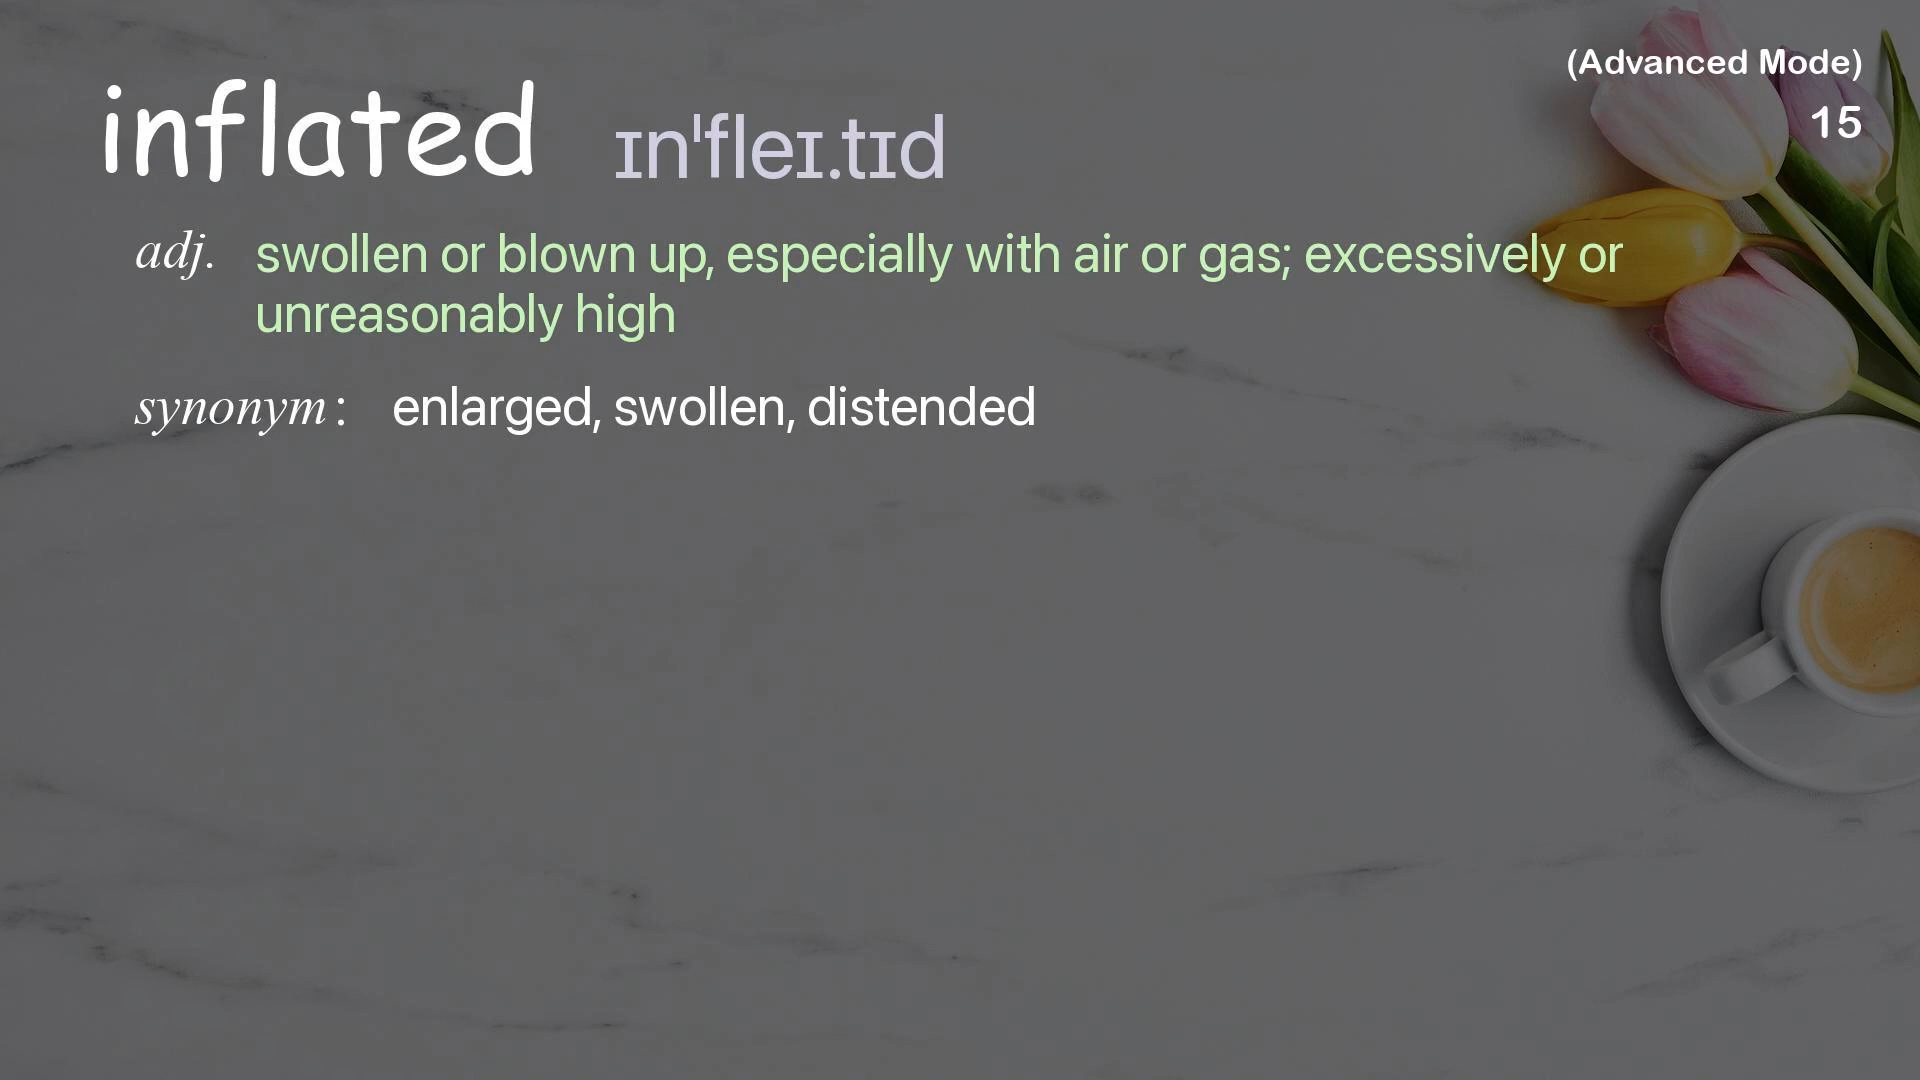 (Advanced Mode)
15
inflated ɪnˈfleɪ.tɪd
adj. swollen or blown up, especially with air or gas; excessively or
unreasonably high
synonym: enlarged, swollen, distended